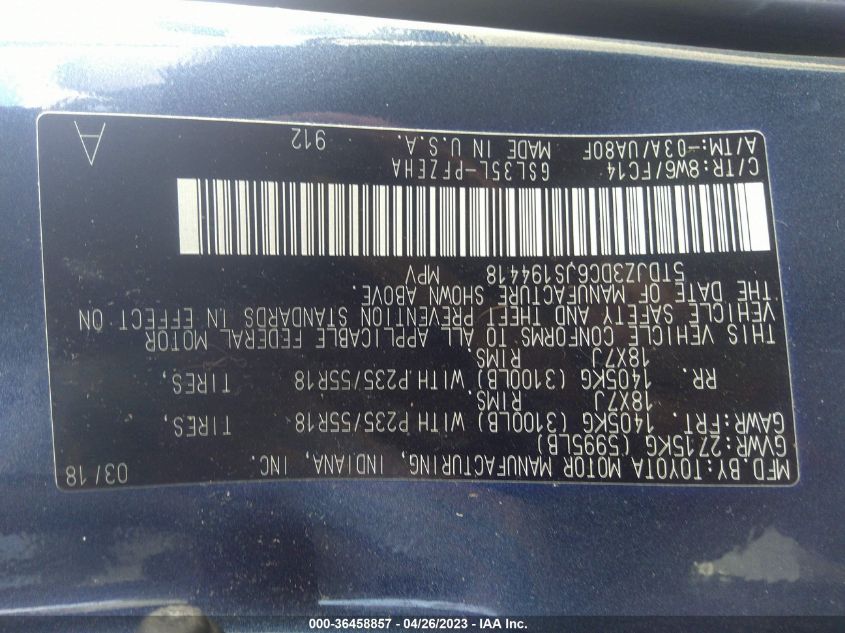 MFD.BY:TOYOTA MOTOR MANUFACTURING, INDIANA, INC. 03/18
GVWR:2715KG (5995LB)
GAWR:FRT. 1405KG (3100LB) WITH P235/55R18 TIRES,
18X7J RIMS.
RR. 1405KG (3100LB) WITH P235/55R18 TIRES,
18X7J RIMS.
THIS VEHICLE CONFORMS TO ALL APPLICABLE FEDERAL MOTOR
VEHICLE SAFETY AND THEFT PREVENTION STANDARDS IN EFFECT ON
THE DATE OF MANUFACTURE SHOWN ABOVE.
5TDJZ3DC6JS194418 MPV
C/TR:8W6/FC14 GSL35L-PFZEHA
A/TM:-03A/UA80F MADE IN U.S.A. 912 A
000-36458857 - 04/26/2023 - IAA Inc.